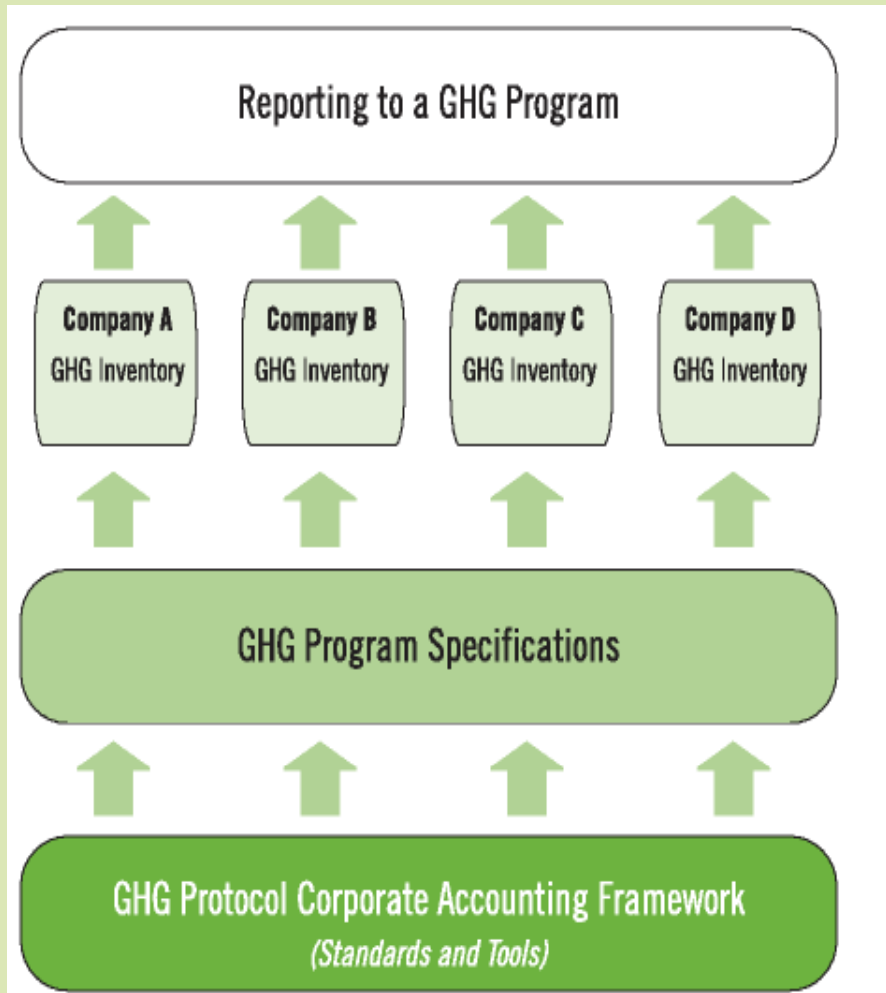 Reporting to a GHG Program
Company A
GHG Inventory
Company B
GHG Inventory
Company C
GHG Inventory
Company D
GHG Inventory
GHG Program Specifications
GHG Protocol Corporate Accounting Framework
(Standards and Tools)